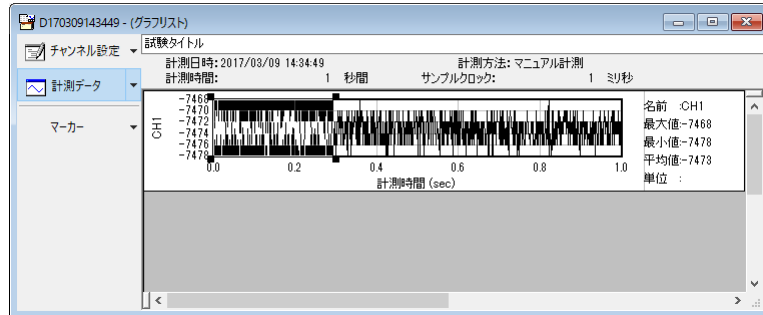 D170309143449 - (グラフリスト)
チャンネル設定
計測データ
マーカー
試験タイトル
計測日時: 2017/03/09 14:34:49 計測方法: マニュアル計測
計測時間: 1 秒間 サンプルクロック: 1 ミリ秒
CH1
-7468
-7470
-7472
-7474
-7476
-7478
0.0 0.2 0.4 0.6 0.8 1.0
計測時間 (sec)
名前 :CH1
最大値:-7468
最小値:-7478
平均値:-7473
単位 :